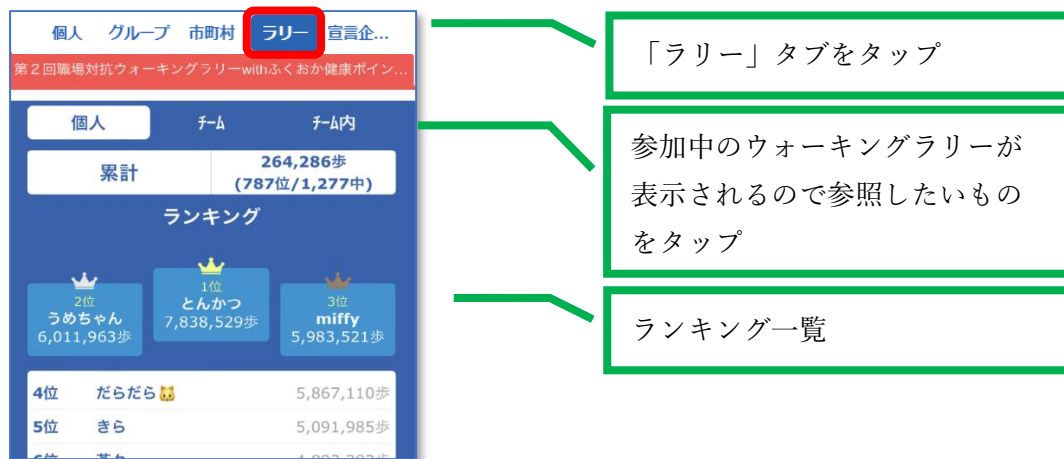 個人 グループ 市町村 ラリー 宣言企...
第2回職場対抗ウォーキングラリーwithふくおか健康ポイン...
個人 チーム チーム内
累計 264,286歩
(787位/1,277中)
ランキング
1位
とんかつ
7,838,529歩
2位
うめちゃん
6,011,963歩
3位
miffy
5,983,521歩
4位 だらだら🐱 5,867,110歩
5位 きら 5,091,985歩
「ラリー」タブをタップ
参加中のウォーキングラリーが
表示されるので参照したいもの
をタップ
ランキング一覧